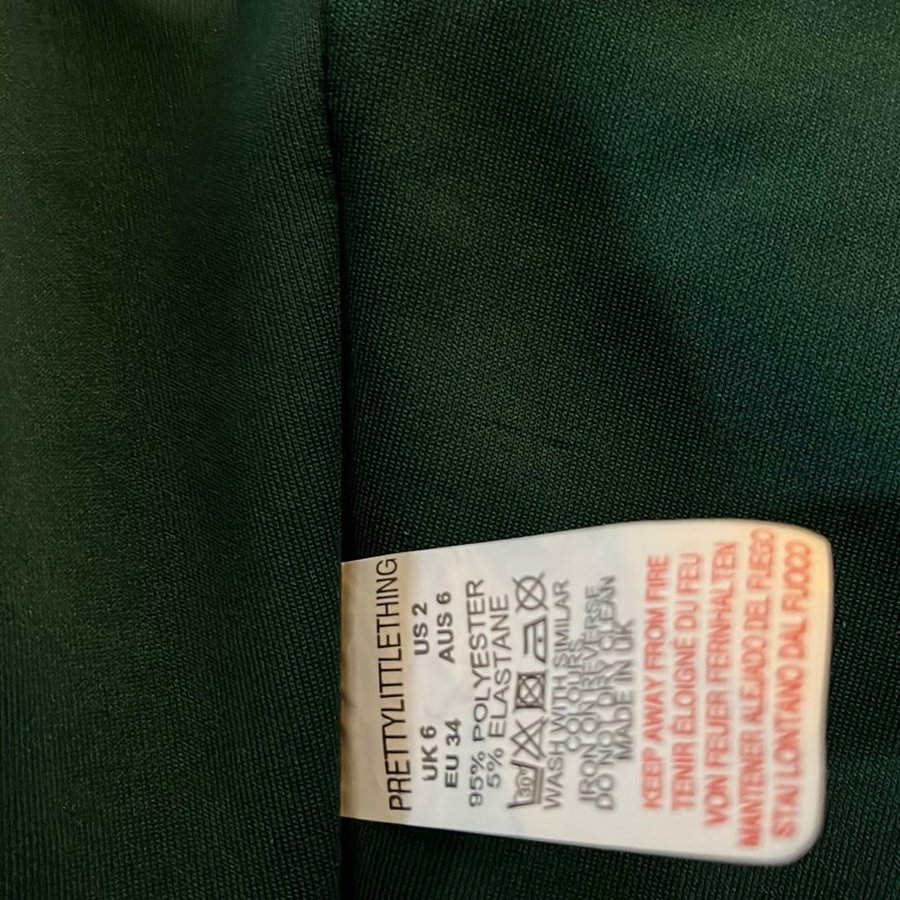 PRETTYLITTLETHING
UK 6 US 2
EU 34 AUS 6
95% POLYESTER
5% ELASTANE
30°
WASH WITH SIMILAR
COLOURS
IRON ON REVERSE
DO NOT DRY CLEAN
MADE IN UK
KEEP AWAY FROM FIRE
TENIR ÉLOIGNÉ DU FEU
VON FEUER FERNHALTEN
MANTENER ALEJADO DEL FUEGO
STAI LONTANO DAL FUOCO